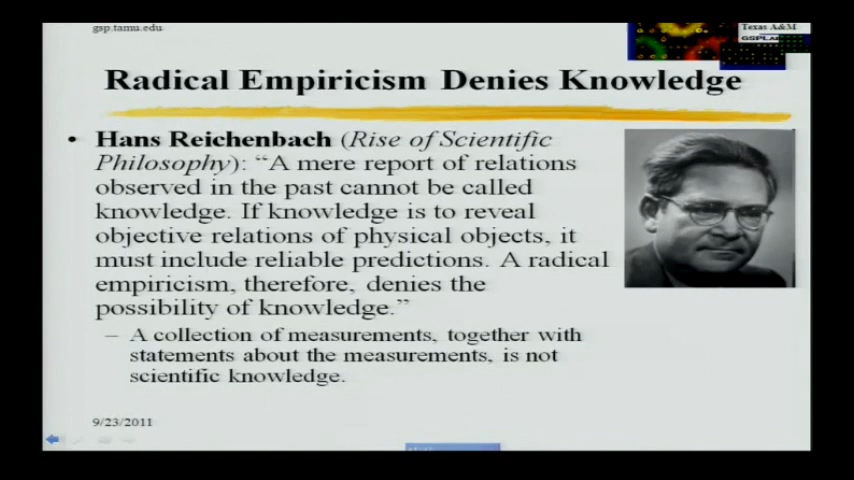 gsp.tamu.edu
Texas A&M
Radical Empiricism Denies Knowledge
• Hans Reichenbach (Rise of Scientific
Philosophy): “A mere report of relations
observed in the past cannot be called
knowledge. If knowledge is to reveal
objective relations of physical objects, it
must include reliable predictions. A radical
empiricism, therefore, denies the
possibility of knowledge.”
– A collection of measurements, together with
statements about the measurements, is not
scientific knowledge.
9/23/2011